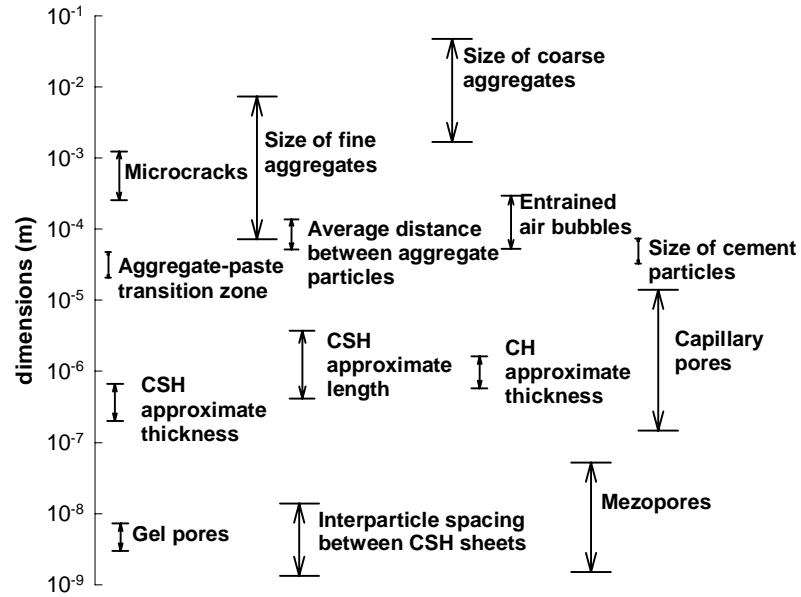 10-1
10-2
10-3
10-4
10-5
10-6
10-7
10-8
10-9
dimensions (m)
Size of coarse
aggregates
Size of fine
aggregates
Microcracks
Entrained
air bubbles
Average distance
between aggregate
particles
Size of cement
particles
Aggregate-paste
transition zone
CSH
approximate
length
CH
approximate
thickness
Capillary
pores
CSH
approximate
thickness
Mezopores
Gel pores
Interparticle spacing
between CSH sheets